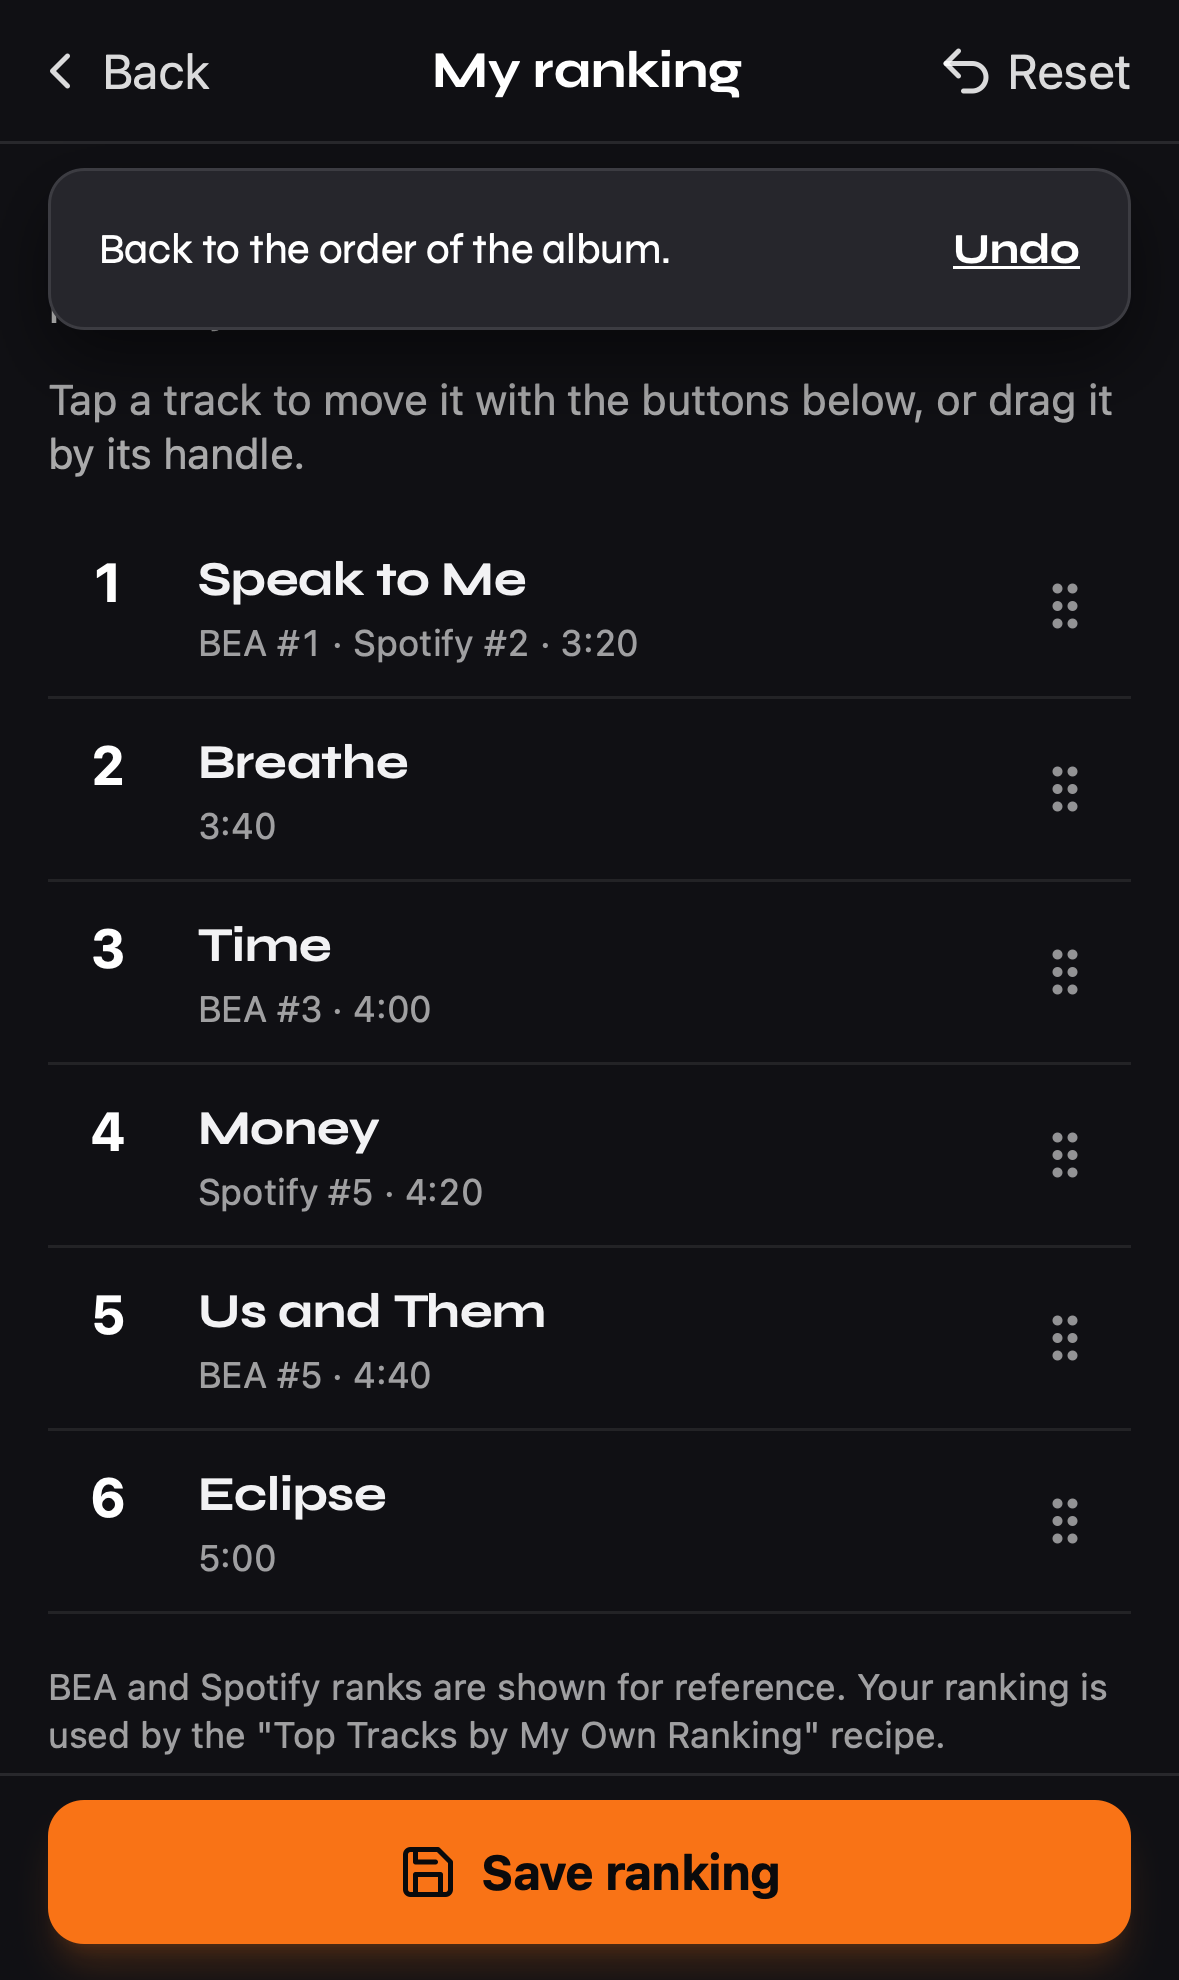 Back
My ranking
Reset
Back to the order of the album.
Undo
Tap a track to move it with the buttons below, or drag it
by its handle.
1
Speak to Me
BEA #1 · Spotify #2 · 3:20
2
Breathe
3:40
3
Time
BEA #3 · 4:00
4
Money
Spotify #5 · 4:20
5
Us and Them
BEA #5 · 4:40
6
Eclipse
5:00
BEA and Spotify ranks are shown for reference. Your ranking is
used by the "Top Tracks by My Own Ranking" recipe.
Save ranking